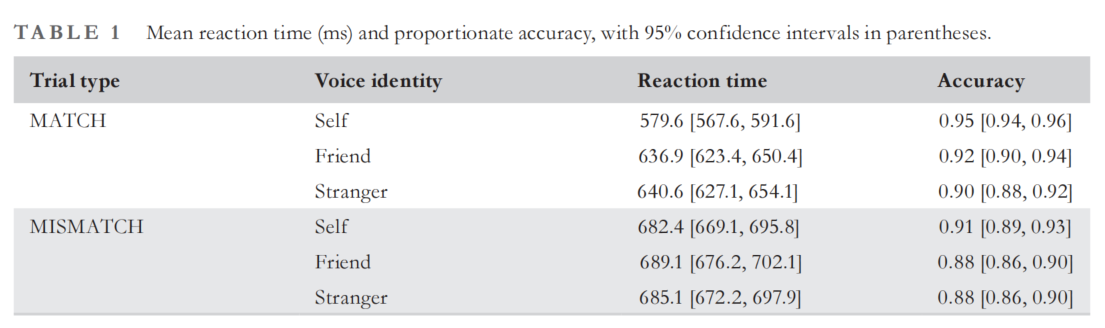 TABLE 1 Mean reaction time (ms) and proportionate accuracy, with 95% confidence intervals in parentheses.
Trial type Voice identity Reaction time Accuracy
MATCH Self 579.6 [567.6, 591.6] 0.95 [0.94, 0.96]
Friend 636.9 [623.4, 650.4] 0.92 [0.90, 0.94]
Stranger 640.6 [627.1, 654.1] 0.90 [0.88, 0.92]
MISMATCH Self 682.4 [669.1, 695.8] 0.91 [0.89, 0.93]
Friend 689.1 [676.2, 702.1] 0.88 [0.86, 0.90]
Stranger 685.1 [672.2, 697.9] 0.88 [0.86, 0.90]